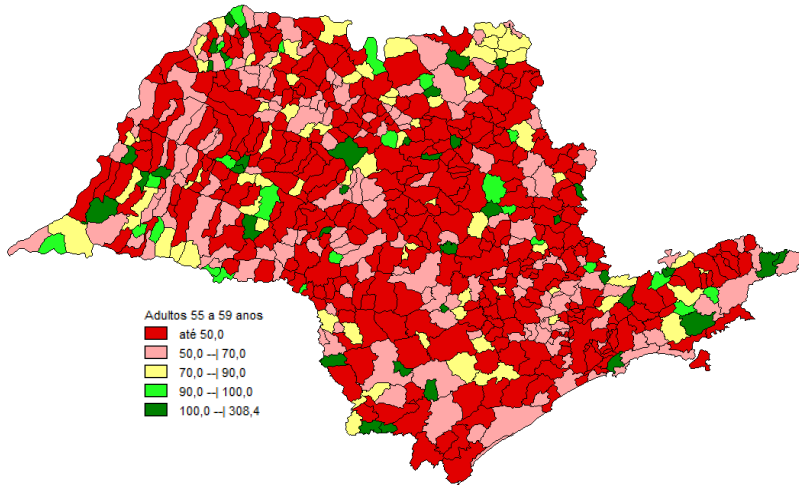 Adultos 55 a 59 anos
até 50,0
50,0 --| 70,0
70,0 --| 90,0
90,0 --| 100,0
100,0 --| 308,4